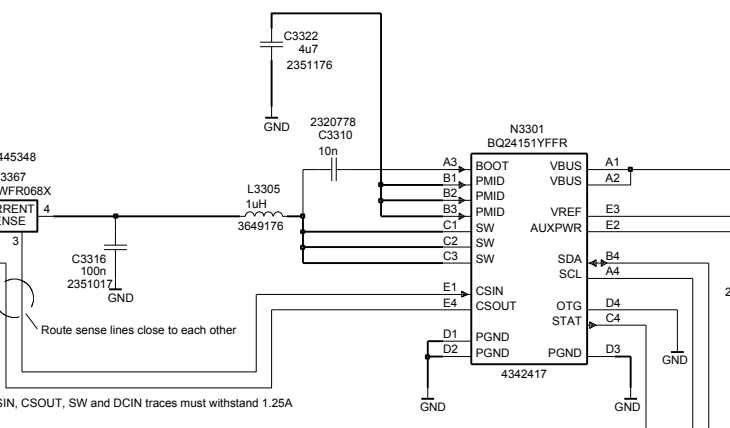 C3322
4u7
2351176
GND
2320778
C3310
10n
N3301
BQ24151YFFR
445348
3367
WFR068X
RRENT
ENSE
4
3
L3305
1uH
3649176
C3316
100n
2351017
GND
A3 BOOT VBUS A1
B1 PMID VBUS A2
B2 PMID
B3 PMID VREF E3
C1 SW AUXPWR E2
C2 SW
C3 SW SDA B4
SCL A4
E1 CSIN
E4 CSOUT OTG D4
STAT C4
D1 PGND
D2 PGND PGND D3
4342417
GND
GND
GND
2
Route sense lines close to each other
SIN, CSOUT, SW and DCIN traces must withstand 1.25A